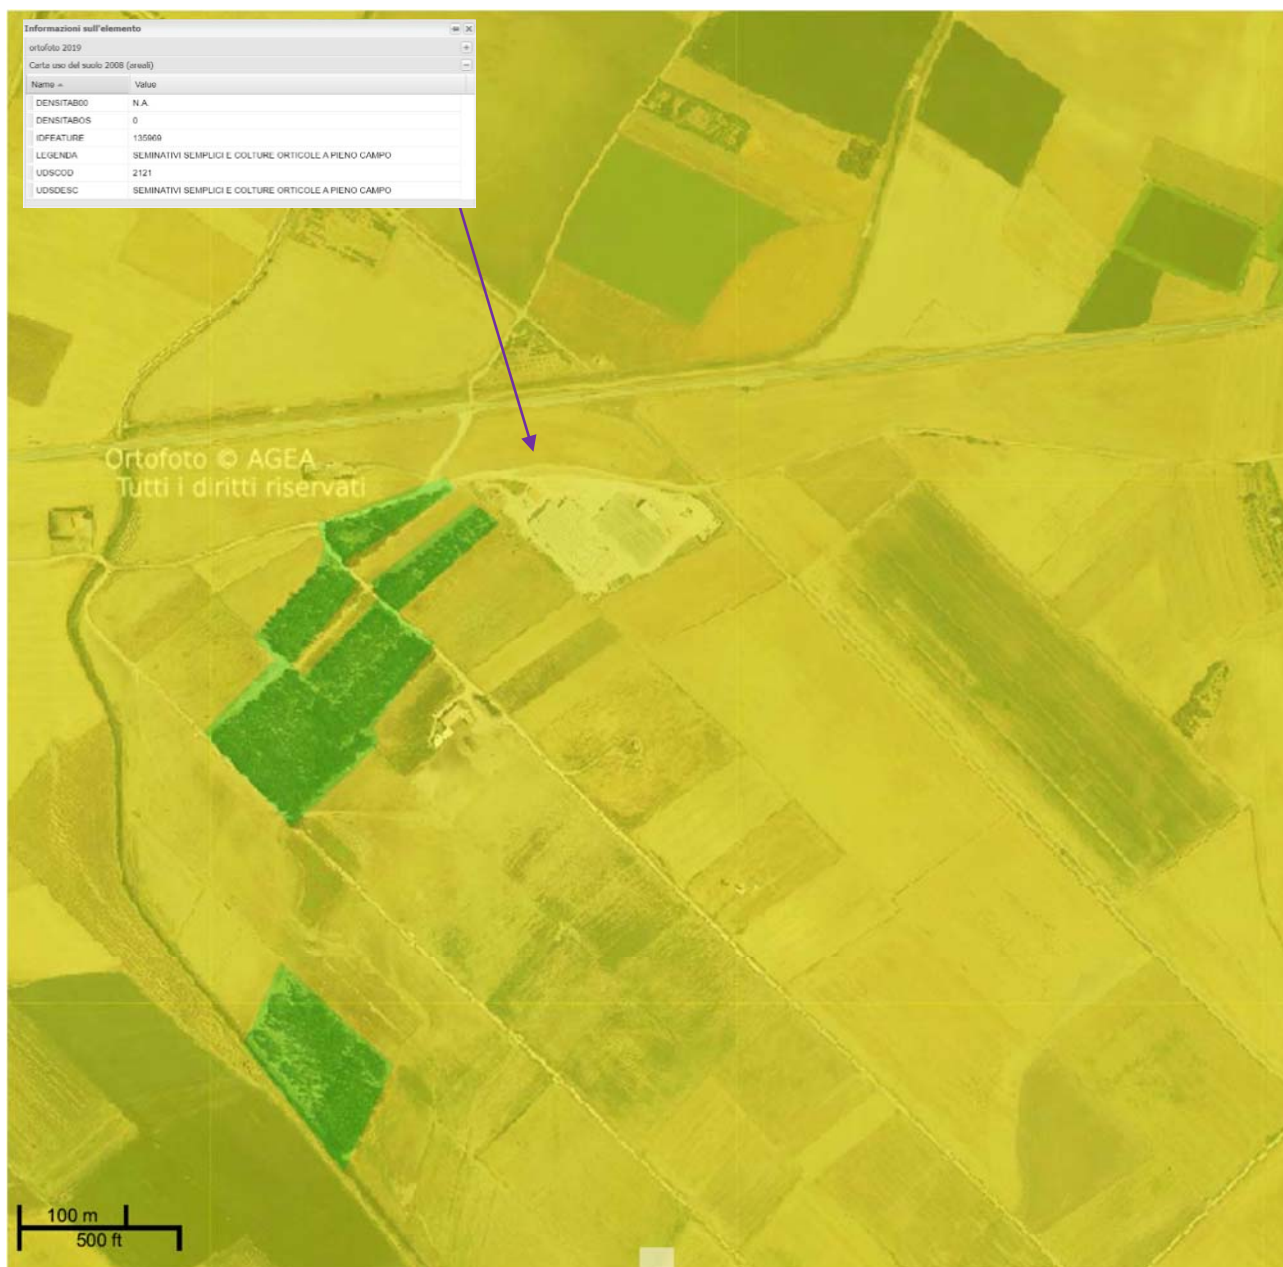 Informazioni sull'elemento
ortofoto 2019
Carta uso del suolo 2008 (areali)
Name Value
DENSITAB00 N.A.
DENSITABOS 0
IDFEATURE 135969
LEGENDA SEMINATIVI SEMPLICI E COLTURE ORTICOLE A PIENO CAMPO
UDSCOD 2121
UDSDESC SEMINATIVI SEMPLICI E COLTURE ORTICOLE A PIENO CAMPO
Ortofoto © AGEA
Tutti i diritti riservati
100 m
500 ft